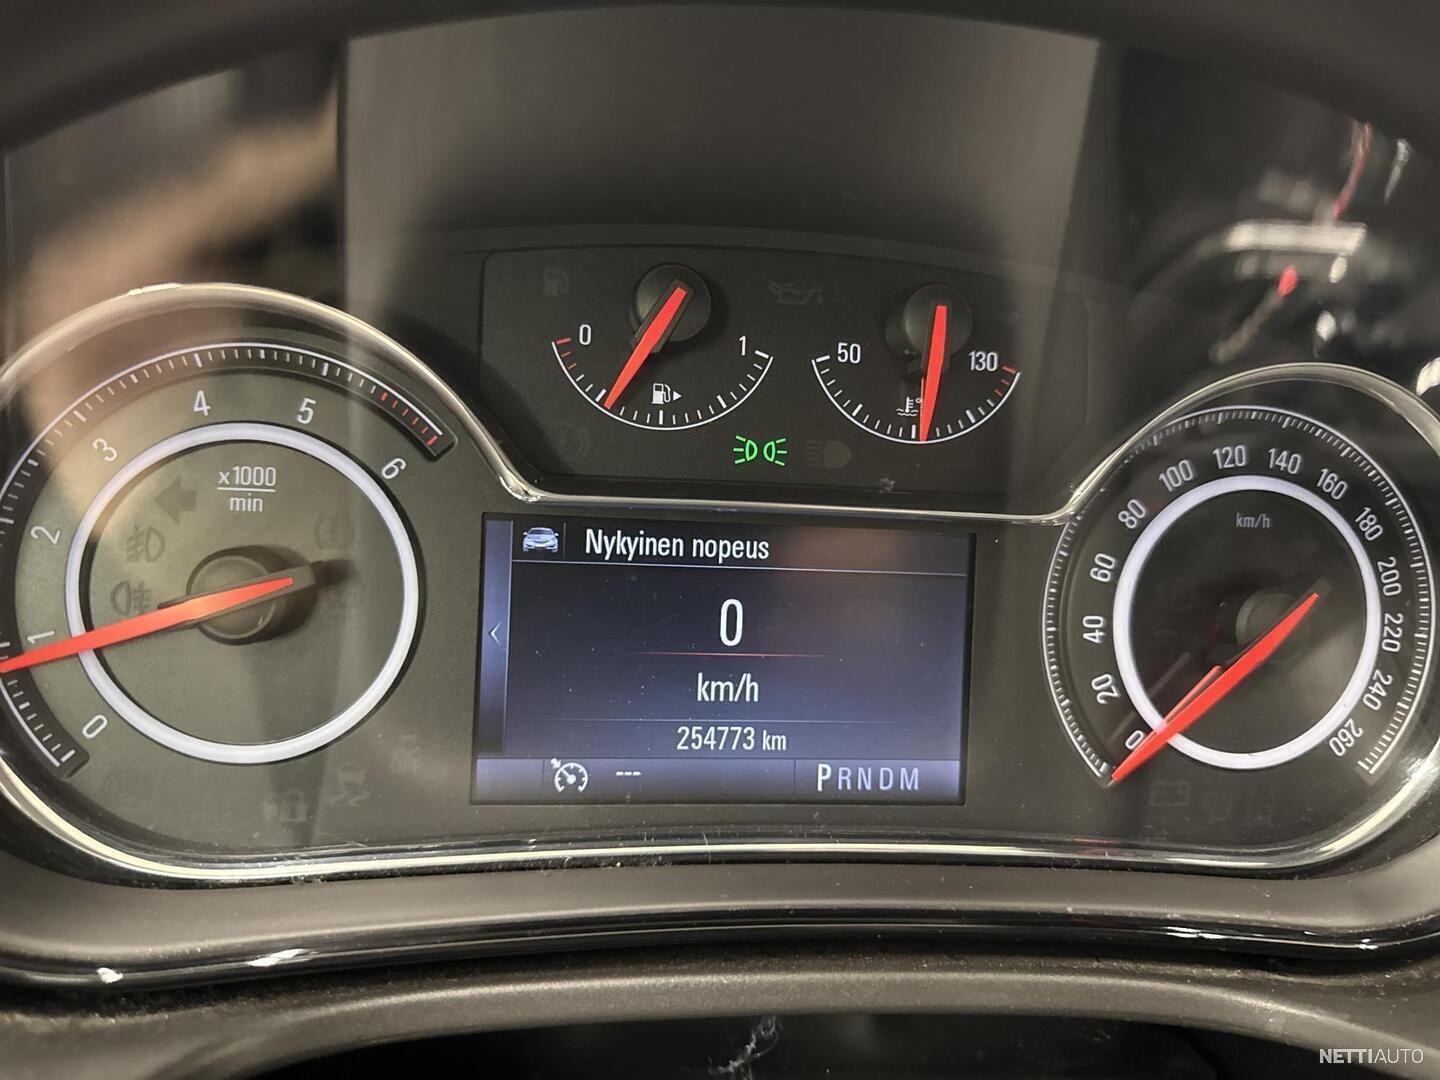 0 1
50 130
0 1 2 3 4 5 6
x1000
min
Nykyinen nopeus
0
km/h
254773 km
---
PRNDM
0 20 40 60 80 100 120 140 160 180 200 220 240 260
km/h
NETTIAUTO